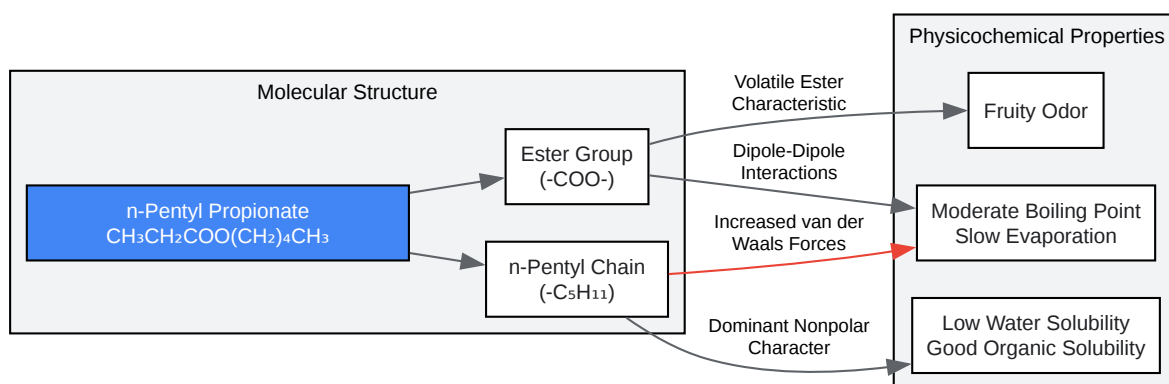 Molecular Structure
n-Pentyl Propionate
CH₃CH₂COO(CH₂)₄CH₃
Ester Group
(-COO-)
n-Pentyl Chain
(-C₅H₁₁)
Volatile Ester
Characteristic
Dipole-Dipole
Interactions
Increased van der
Waals Forces
Dominant Nonpolar
Character
Physicochemical Properties
Fruity Odor
Moderate Boiling Point
Slow Evaporation
Low Water Solubility
Good Organic Solubility